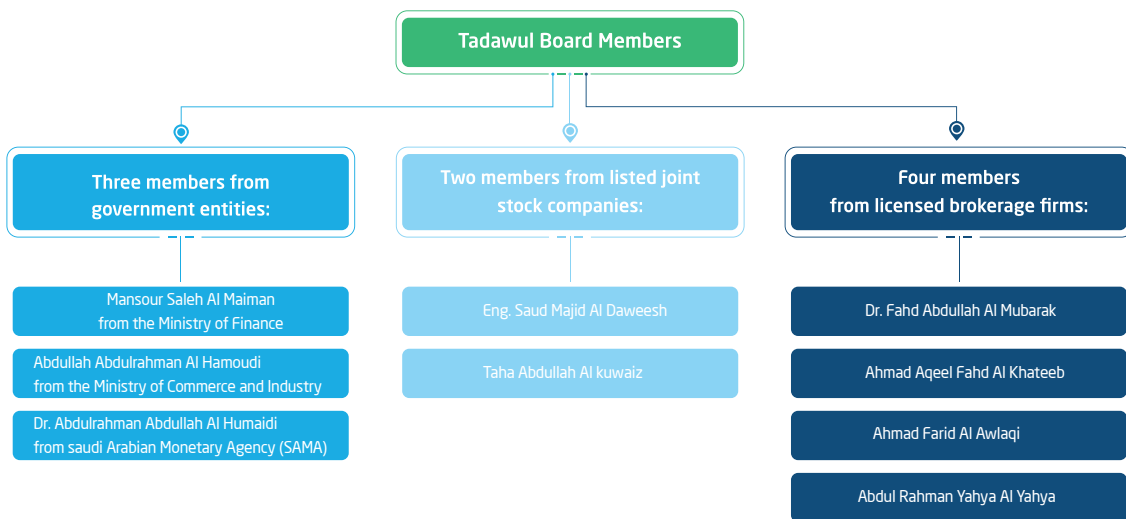 Tadawul Board Members
Three members from
government entities:
Mansour Saleh Al Maiman
from the Ministry of Finance
Abdullah Abdulrahman Al Hamoudi
from the Ministry of Commerce and Industry
Dr. Abdulrahman Abdullah Al Humaidi
from saudi Arabian Monetary Agency (SAMA)
Two members from listed joint
stock companies:
Eng. Saud Majid Al Daweesh
Taha Abdullah Al kuwaiz
Four members
from licensed brokerage firms:
Dr. Fahd Abdullah Al Mubarak
Ahmad Aqeel Fahd Al Khateeb
Ahmad Farid Al Awlaqi
Abdul Rahman Yahya Al Yahya